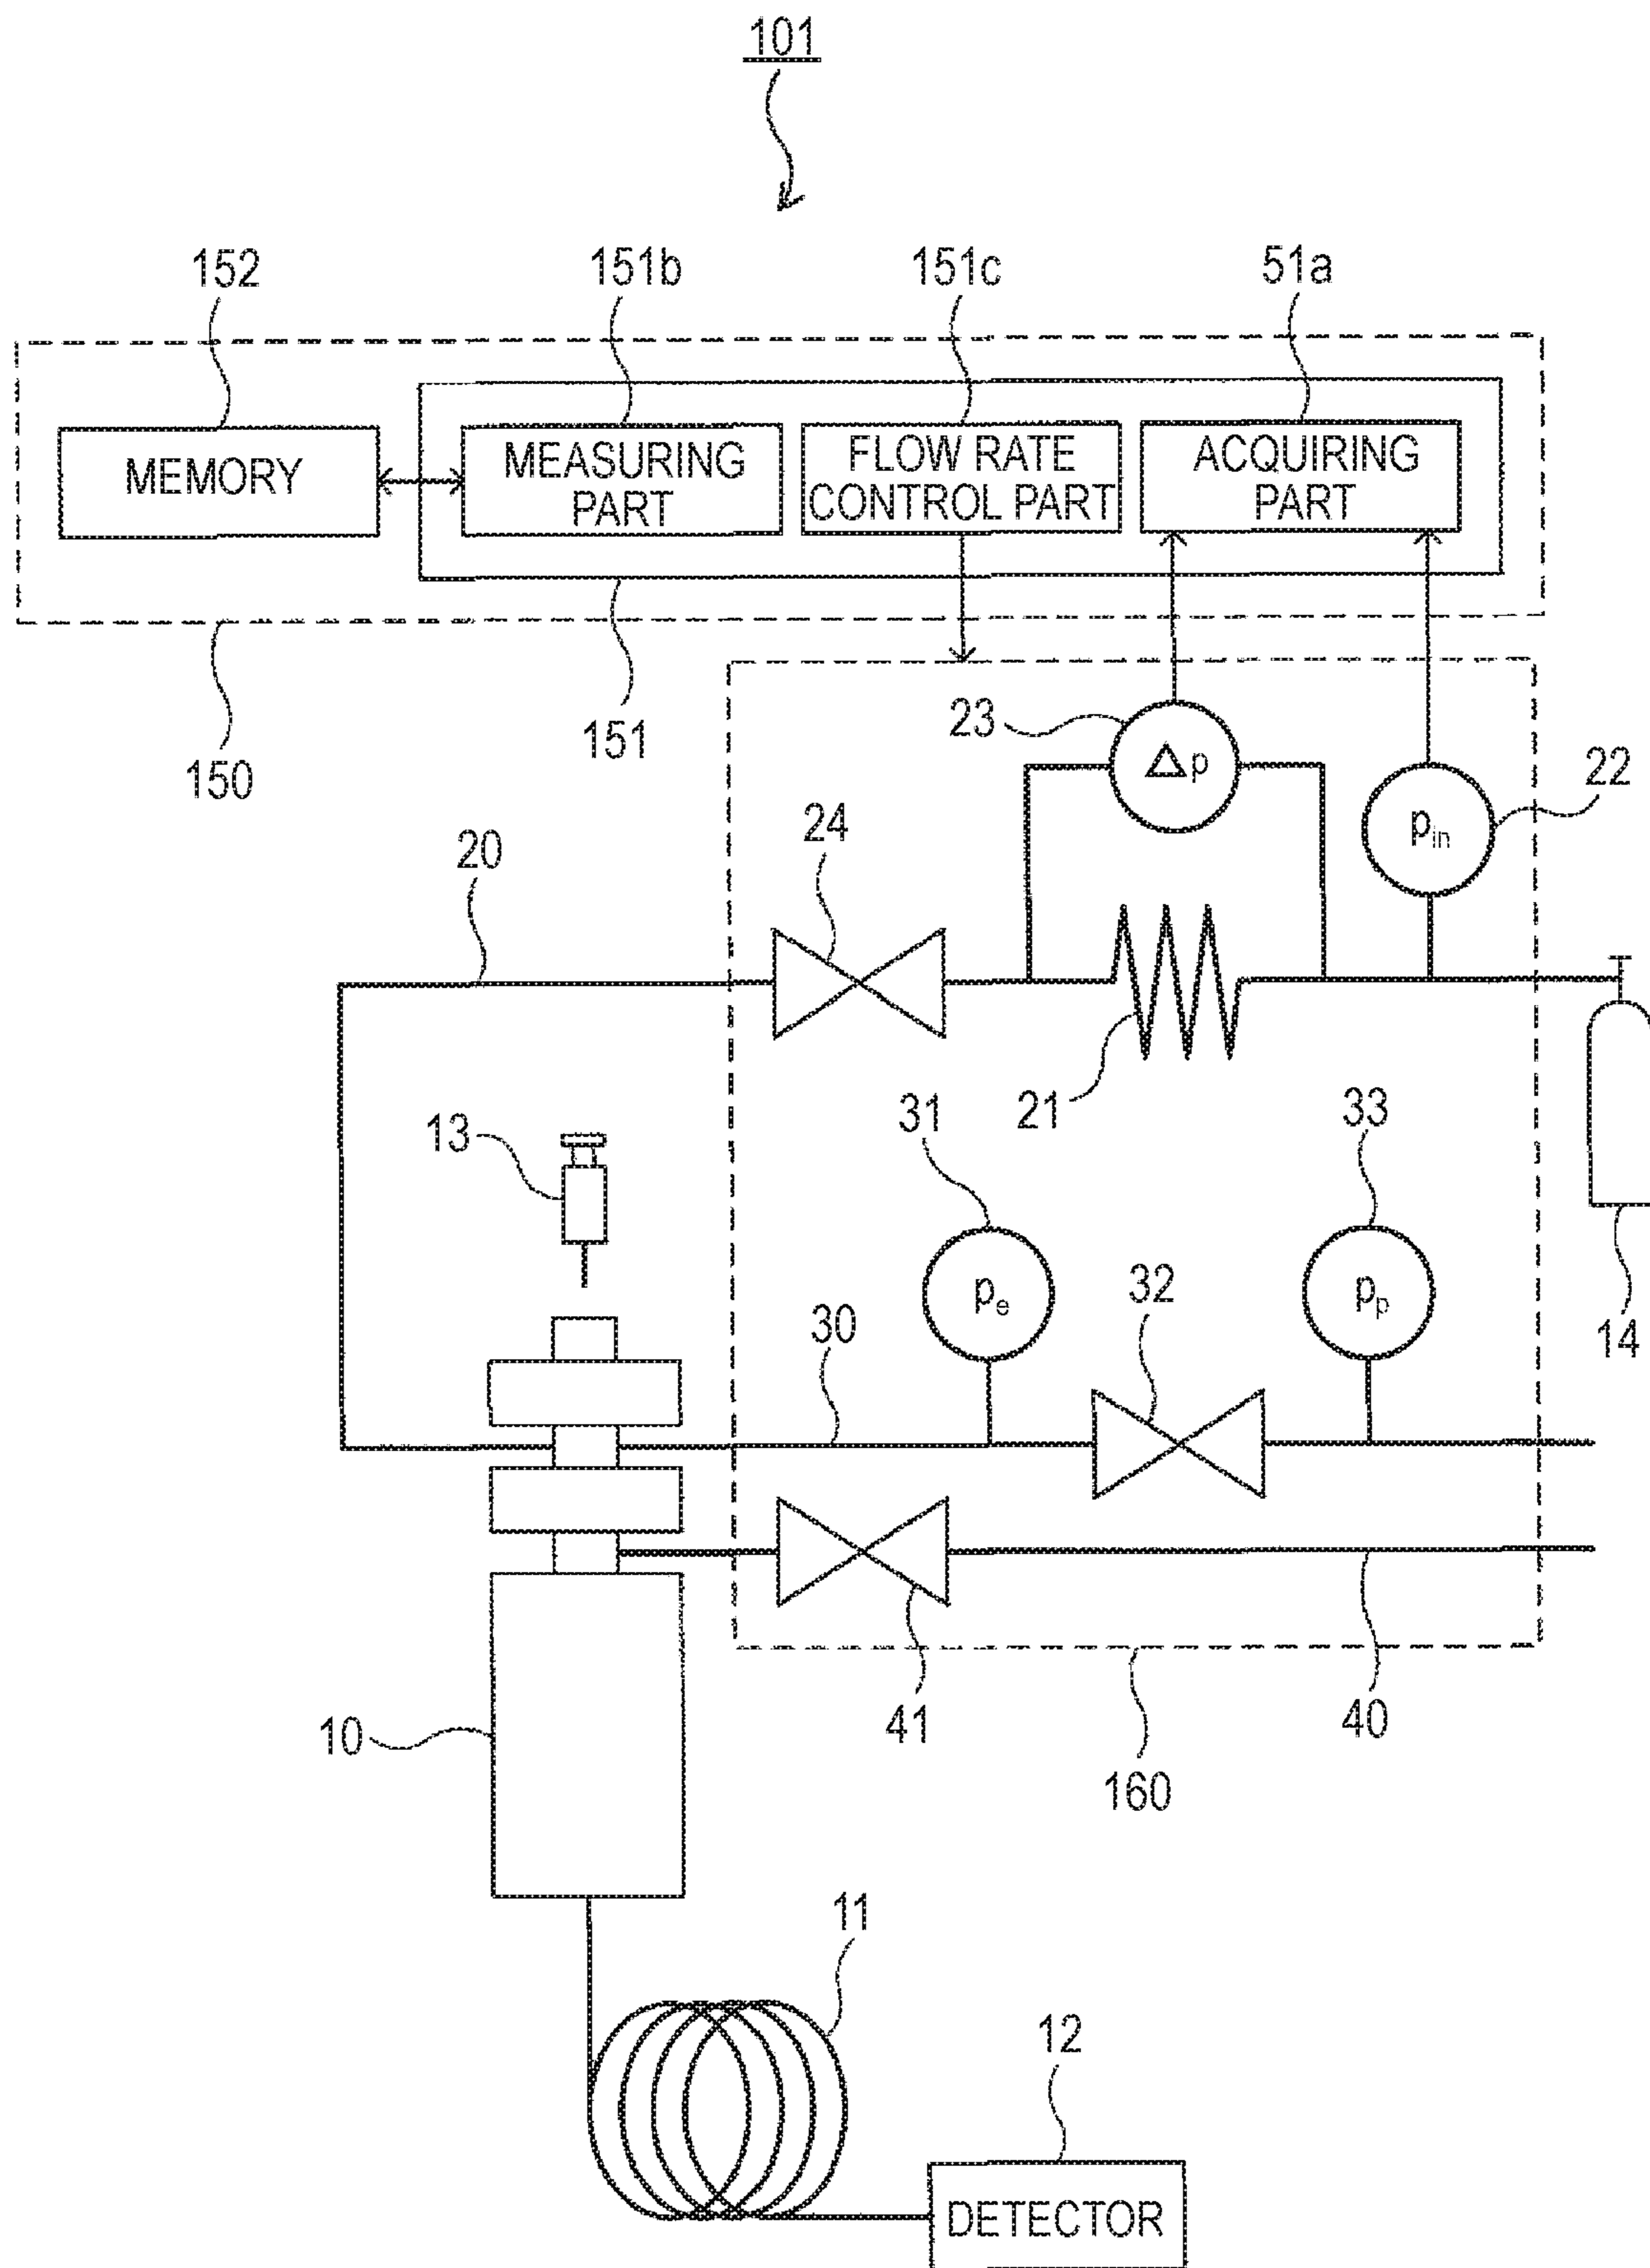 101
152
151b
151c
51a
MEMORY
MEASURING
PART
FLOW RATE
CONTROL PART
ACQUIRING
PART
150
151
23
Δp
22
pin
24
20
21
13
31
33
pe
pp
32
30
14
10
41
40
160
11
12
DETECTOR